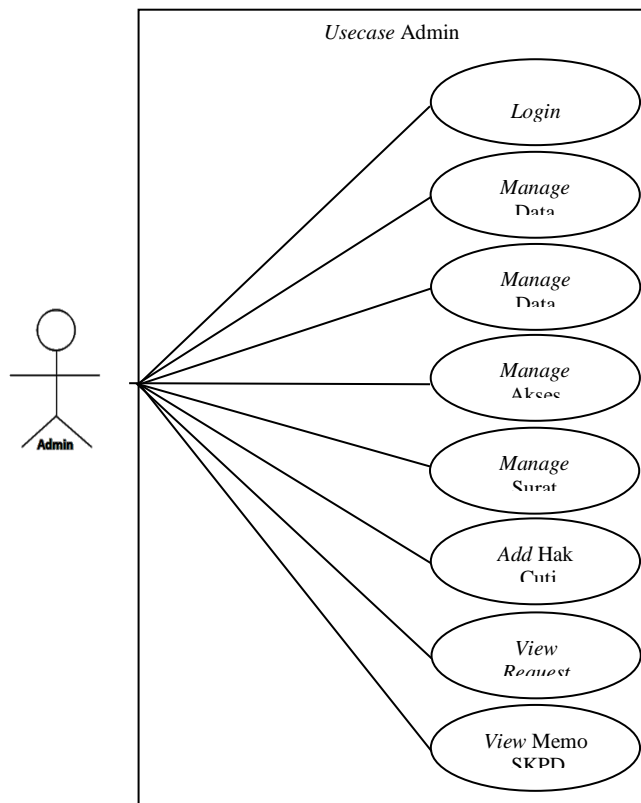 Usecase Admin
Login
Manage
Data
Manage
Data
Manage
Akses
Manage
Surat
Admin
Add Hak
Cuti
View
Request
View Memo
SKPD